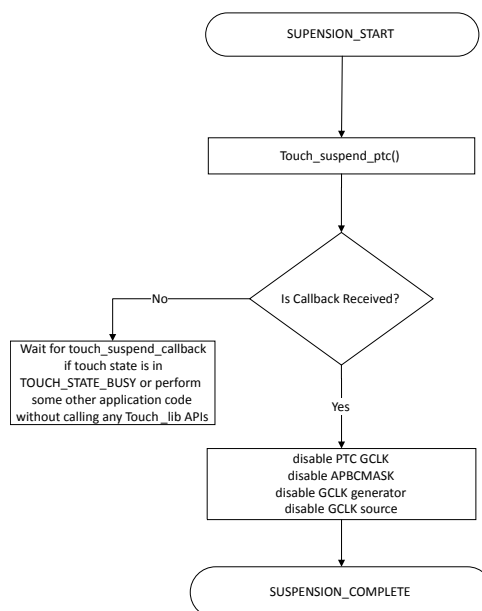 SUPENSION_START
Touch_suspend_ptc()
Is Callback Received?
No
Wait for touch_suspend_callback
if touch state is in
TOUCH_STATE_BUSY or perform
some other application code
without calling any Touch_lib APIs
Yes
disable PTC GCLK
disable APBCMASK
disable GCLK generator
disable GCLK source
SUSPENSION_COMPLETE